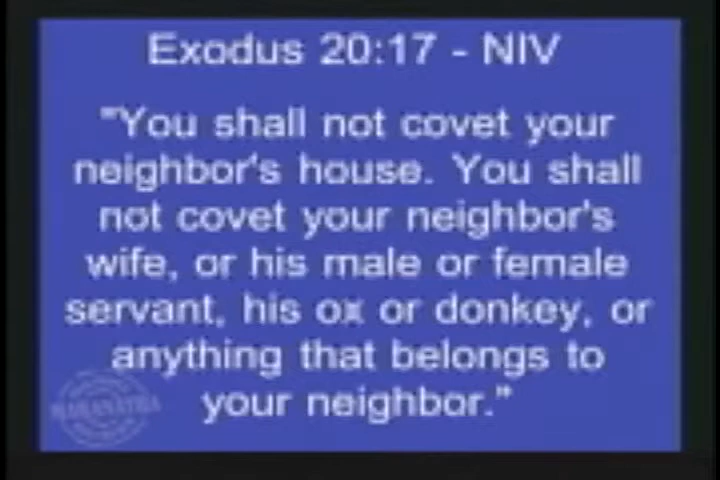 Exodus 20:17 - NIV
"You shall not covet your
neighbor's house. You shall
not covet your neighbor's
wife, or his male or female
servant, his ox or donkey, or
anything that belongs to
your neighbor."
MARANATHA